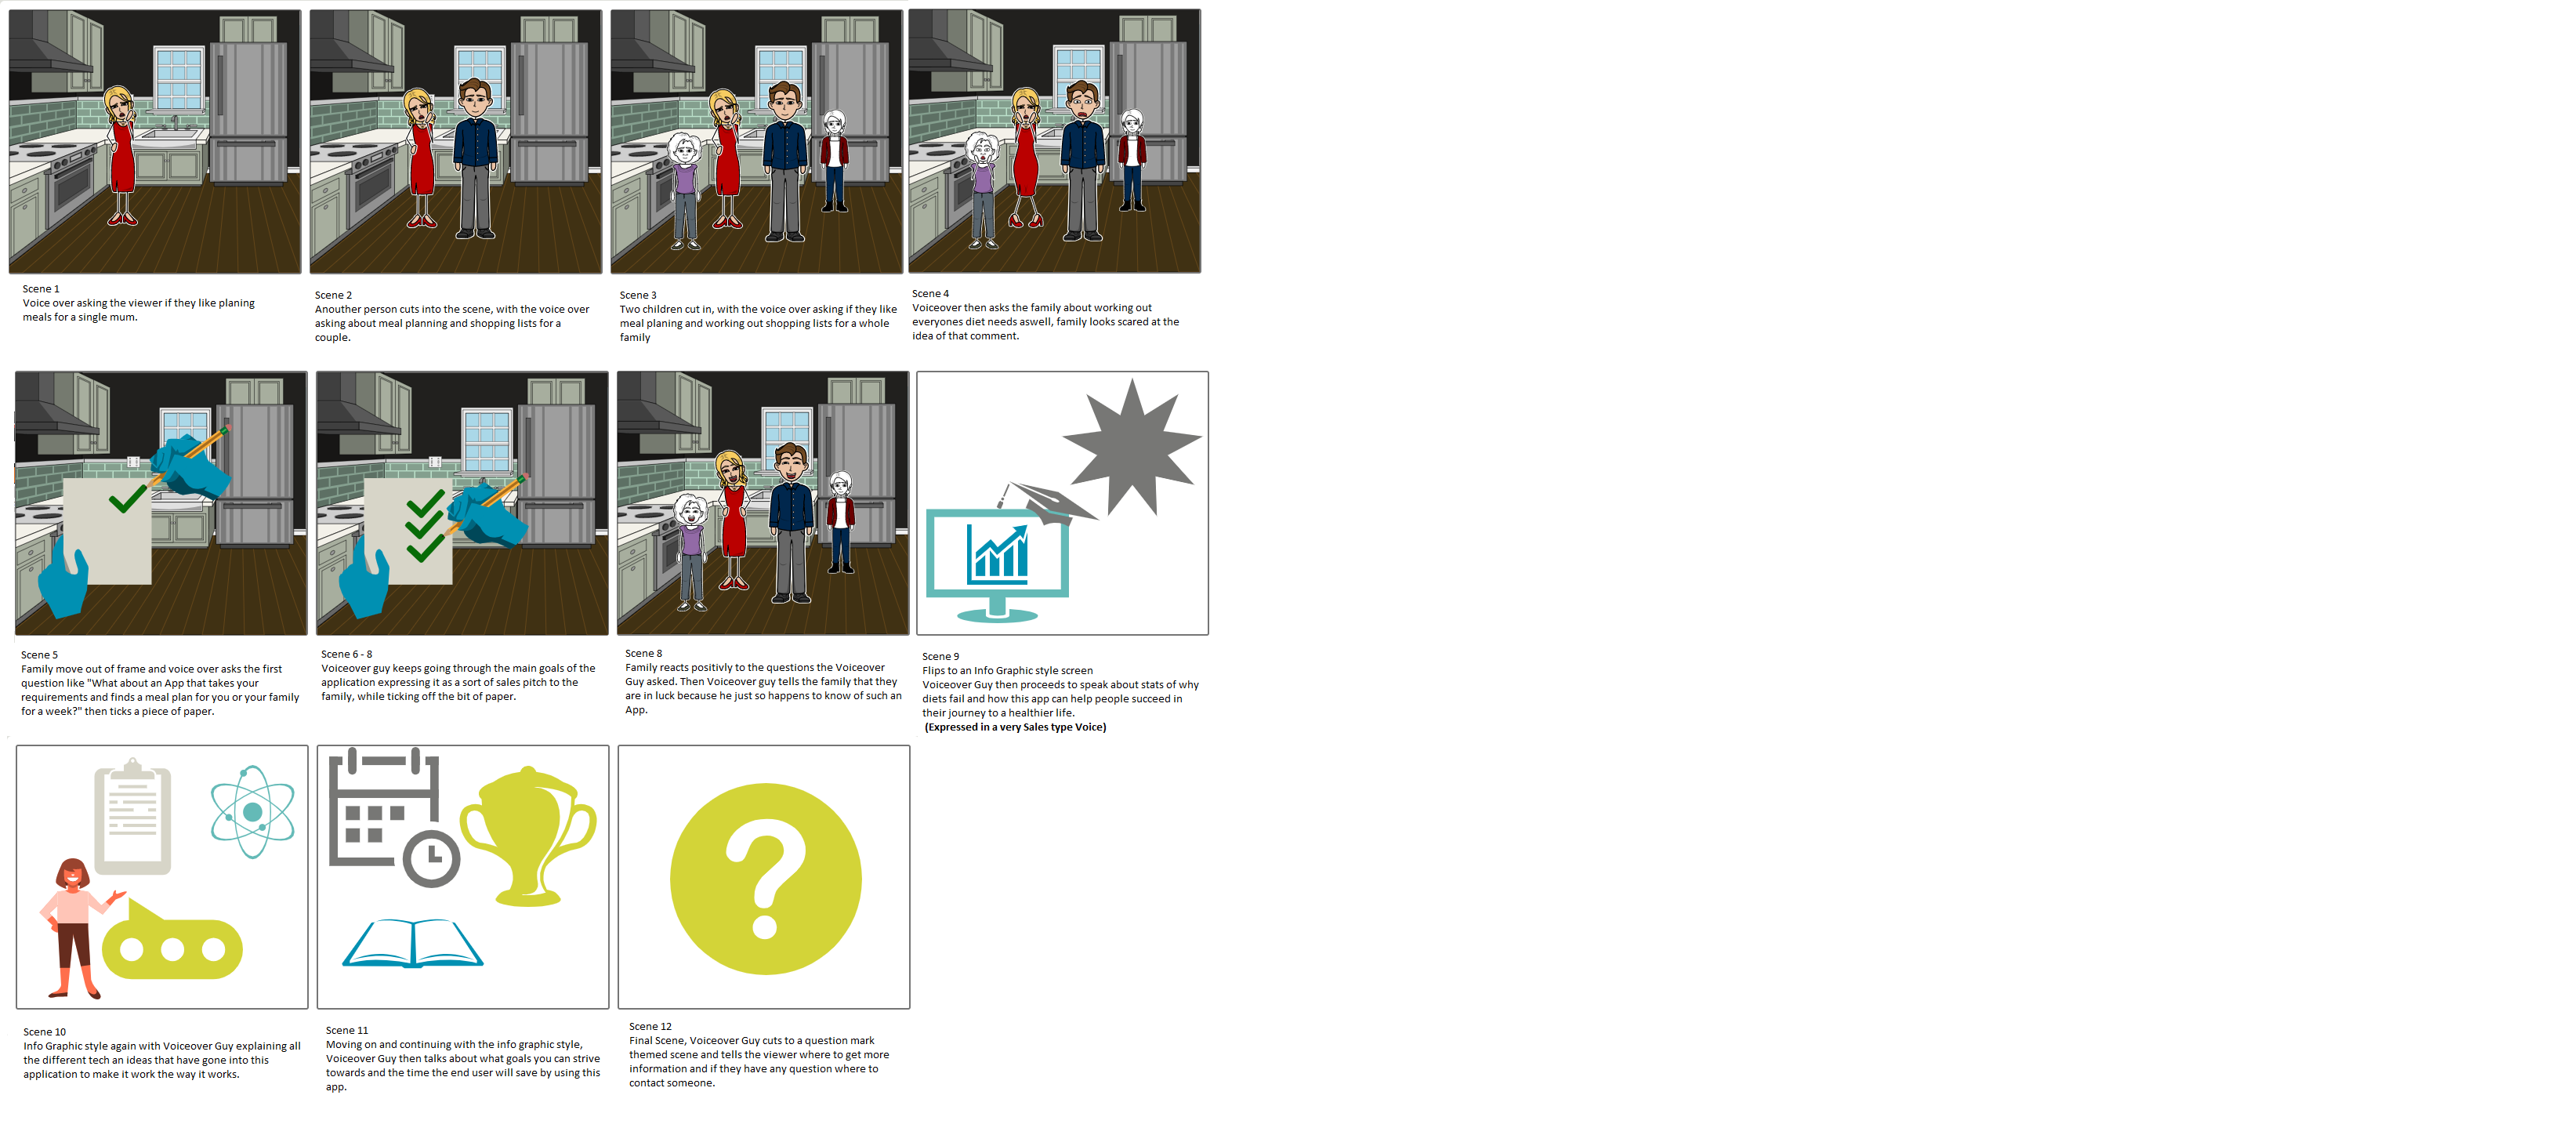 Scene 1
Voice over asking the viewer if they like planing
meals for a single mum.
Scene 2
Anouther person cuts into the scene, with the voice over
asking about meal planning and shopping lists for a
couple.
Scene 3
Two children cut in, with the voice over asking if they like
meal planing and working out shopping lists for a whole
family
Scene 4
Voiceover then asks the family about working out
everyones diet needs aswell, family looks scared at the
idea of that comment.
Scene 5
Family move out of frame and voice over asks the first
question like "What about an App that takes your
requirements and finds a meal plan for you or your family
for a week?" then ticks a piece of paper.
Scene 6 - 8
Voiceover guy keeps going through the main goals of the
application expressing it as a sort of sales pitch to the
family, while ticking off the bit of paper.
Scene 8
Family reacts positivly to the questions the Voiceover
Guy asked. Then Voiceover guy tells the family that they
are in luck because he just so happens to know of such an
App.
Scene 9
Flips to an Info Graphic style screen
Voiceover Guy then proceeds to speak about stats of why
diets fail and how this app can help people succeed in
their journey to a healthier life.
(Expressed in a very Sales type Voice)
Scene 10
Info Graphic style again with Voiceover Guy explaining all
the different tech an ideas that have gone into this
application to make it work the way it works.
Scene 11
Moving on and continuing with the info graphic style,
Voiceover Guy then talks about what goals you can strive
towards and the time the end user will save by using this
app.
Scene 12
Final Scene, Voiceover Guy cuts to a question mark
themed scene and tells the viewer where to get more
information and if they have any question where to
contact someone.